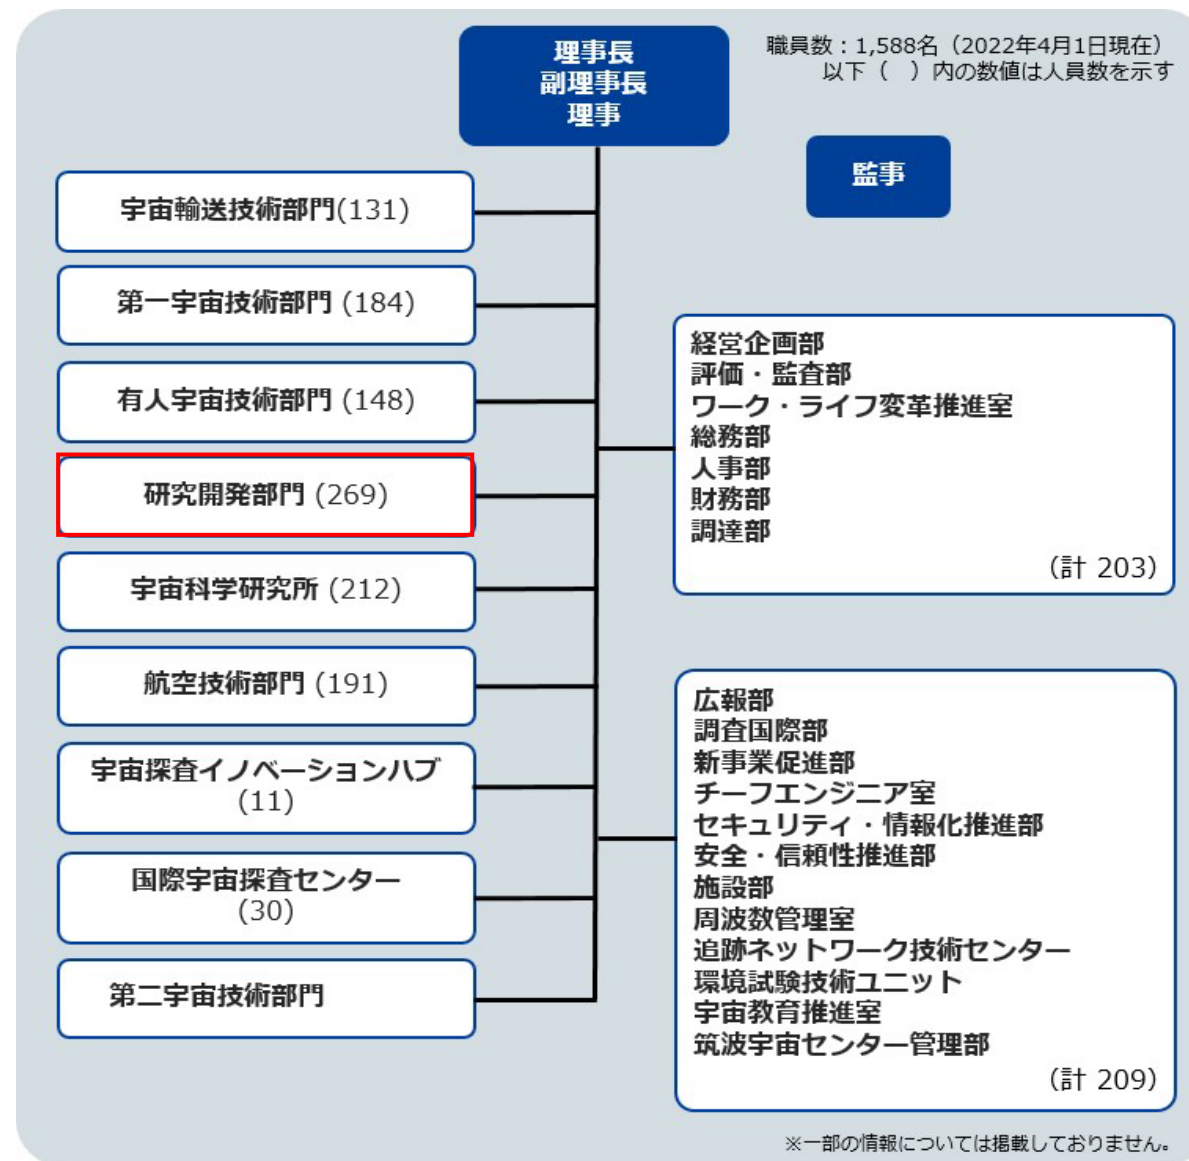 理事長
副理事長
理事
職員数：1,588名（2022年4月1日現在）
以下（　）内の数値は人員数を示す
監事
宇宙輸送技術部門(131)
第一宇宙技術部門 (184)
有人宇宙技術部門 (148)
研究開発部門 (269)
宇宙科学研究所 (212)
航空技術部門 (191)
宇宙探査イノベーションハブ
(11)
国際宇宙探査センター
(30)
第二宇宙技術部門
経営企画部
評価・監査部
ワーク・ライフ変革推進室
総務部
人事部
財務部
調達部
（計 203）
広報部
調査国際部
新事業促進部
チーフエンジニア室
セキュリティ・情報化推進部
安全・信頼性推進部
施設部
周波数管理室
追跡ネットワーク技術センター
環境試験技術ユニット
宇宙教育推進室
筑波宇宙センター管理部
（計 209）
※一部の情報については掲載しておりません。